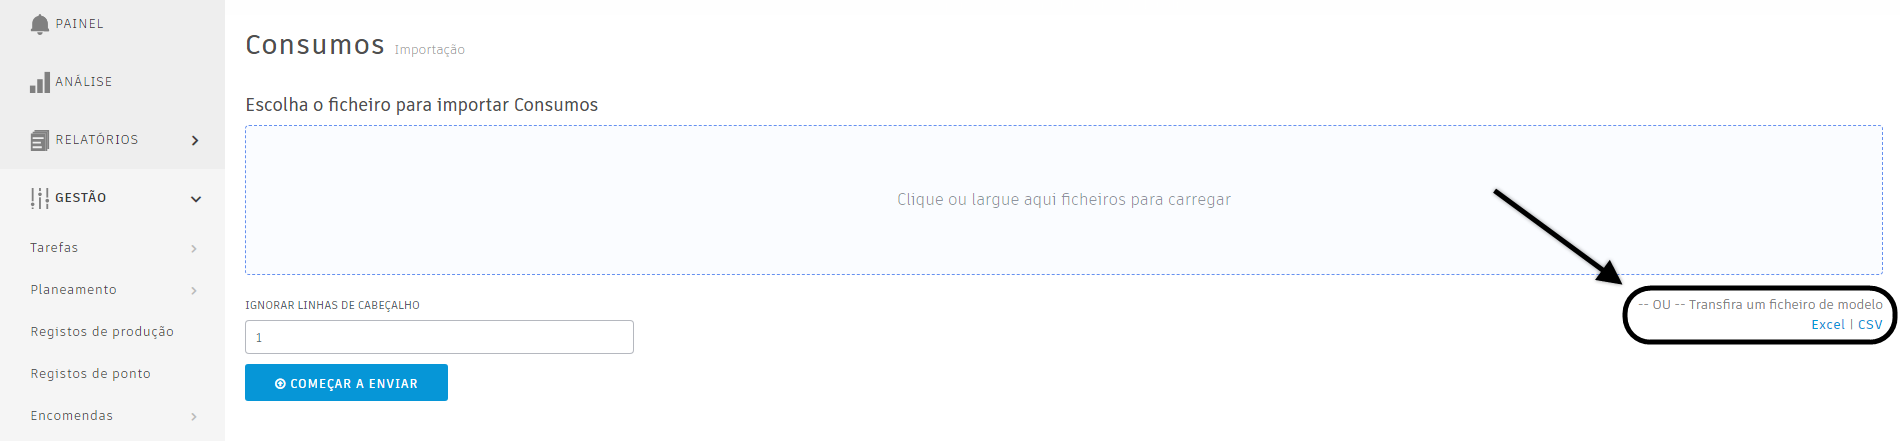 PAINEL
ANÁLISE
RELATÓRIOS
GESTÃO
Tarefas
Planeamento
Registos de produção
Registos de ponto
Encomendas
Consumos Importação
Escolha o ficheiro para importar Consumos
Clique ou largue aqui ficheiros para carregar
IGNORAR LINHAS DE CABEÇALHO
1
COMEÇAR A ENVIAR
-- OU -- Transfira um ficheiro de modelo
Excel | CSV